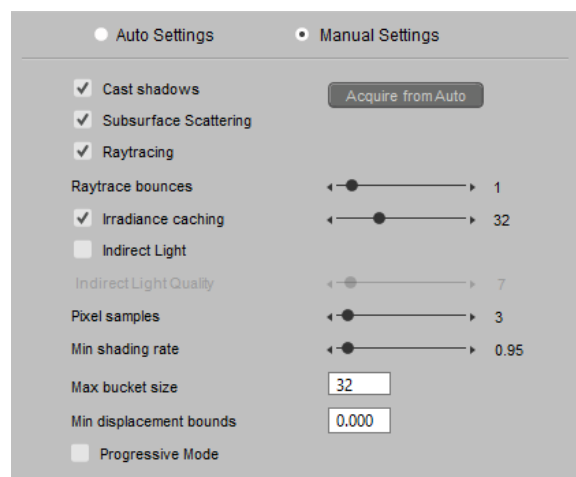 Auto Settings Manual Settings
Cast shadows Acquire from Auto
Subsurface Scattering
Raytracing
Raytrace bounces 1
Irradiance caching 32
Indirect Light
Indirect Light Quality 7
Pixel samples 3
Min shading rate 0.95
Max bucket size 32
Min displacement bounds 0.000
Progressive Mode